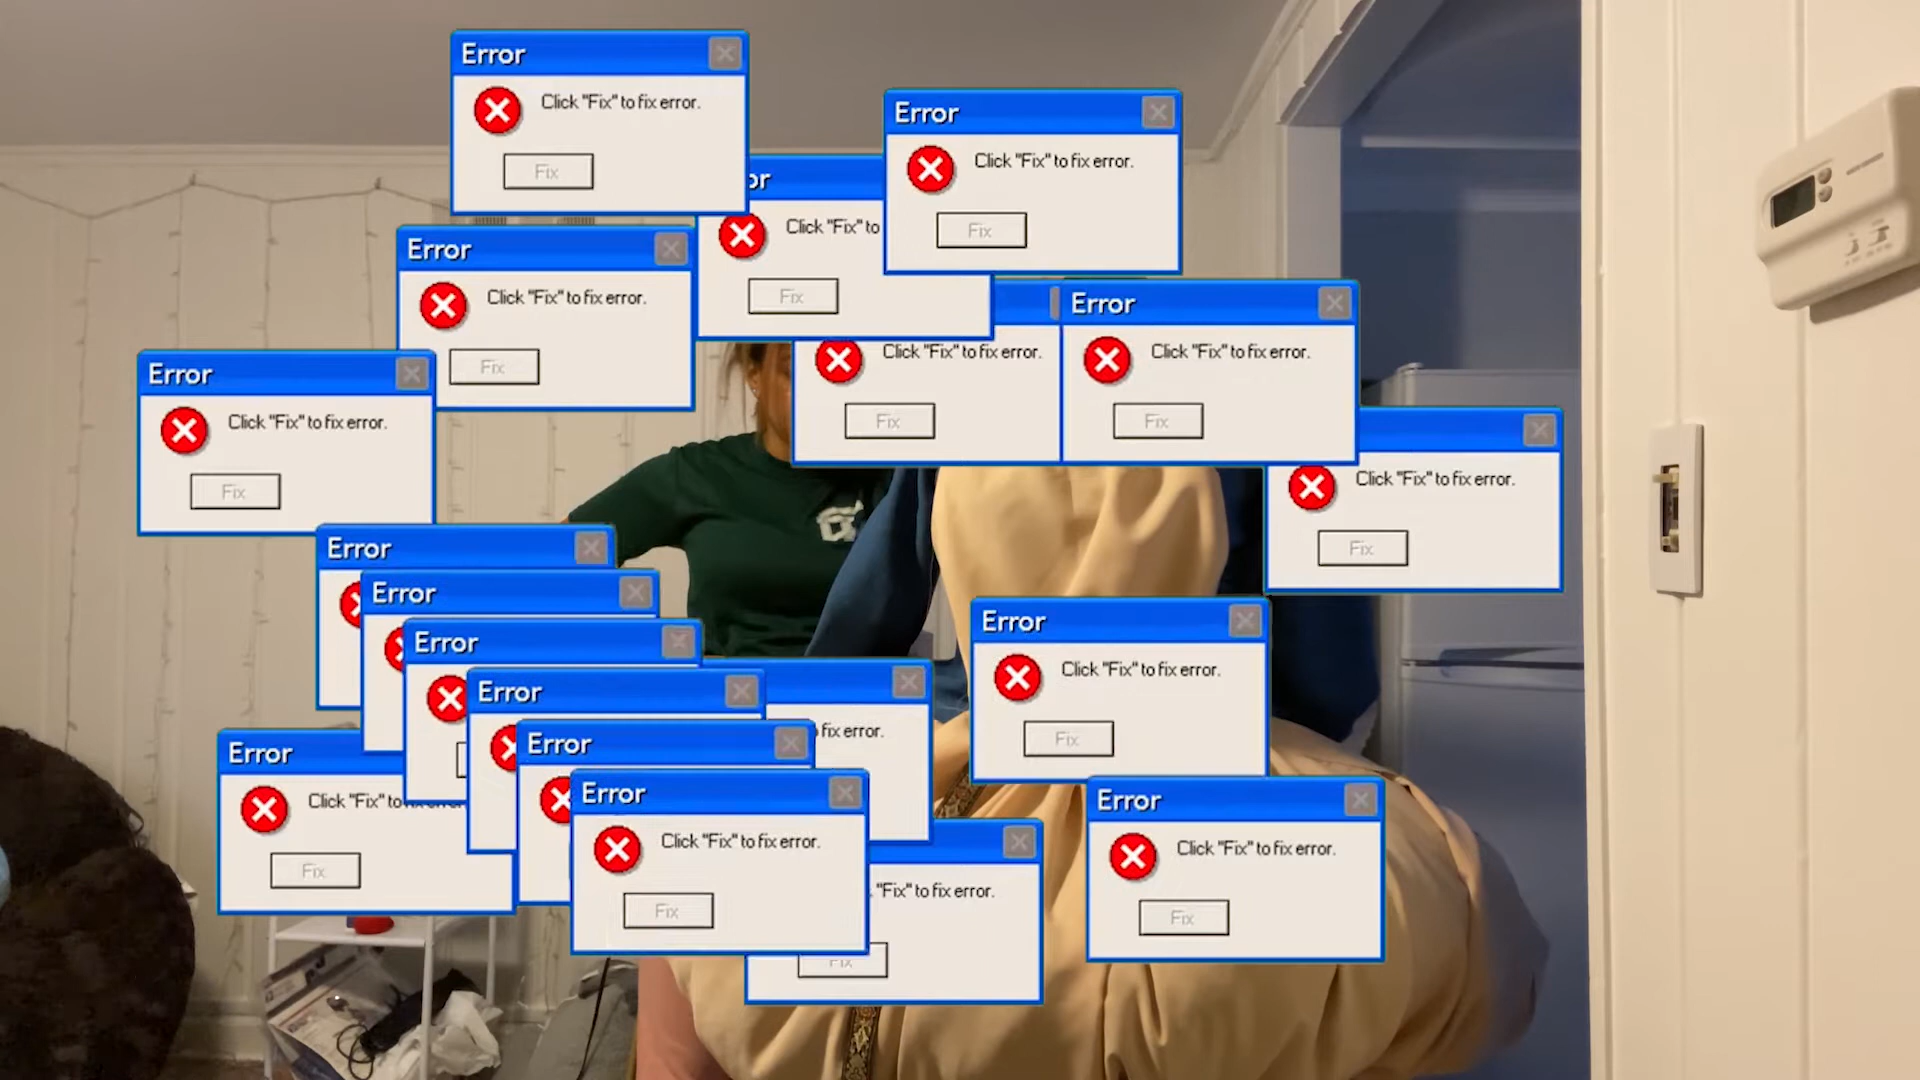 Error
Click "Fix" to fix error.
Fix
Error
Click "Fix" to fix error.
Fix
or
Click "Fix" to
Fix
Error
Click "Fix" to fix error.
Fix
Click "Fix" to fix error.
Fix
Error
Click "Fix" to fix error.
Fix
Error
Click "Fix" to fix error.
Fix
Click "Fix" to fix error.
Fix
Error
Error
Error
Click "Fix" to fix error.
Fix
Error
fix error.
Error
Error
Error
Click "Fix" to
Fix
Error
Click "Fix" to fix error.
Fix
Error
Click "Fix" to fix error.
Fix
"Fix" to fix error.
Fix